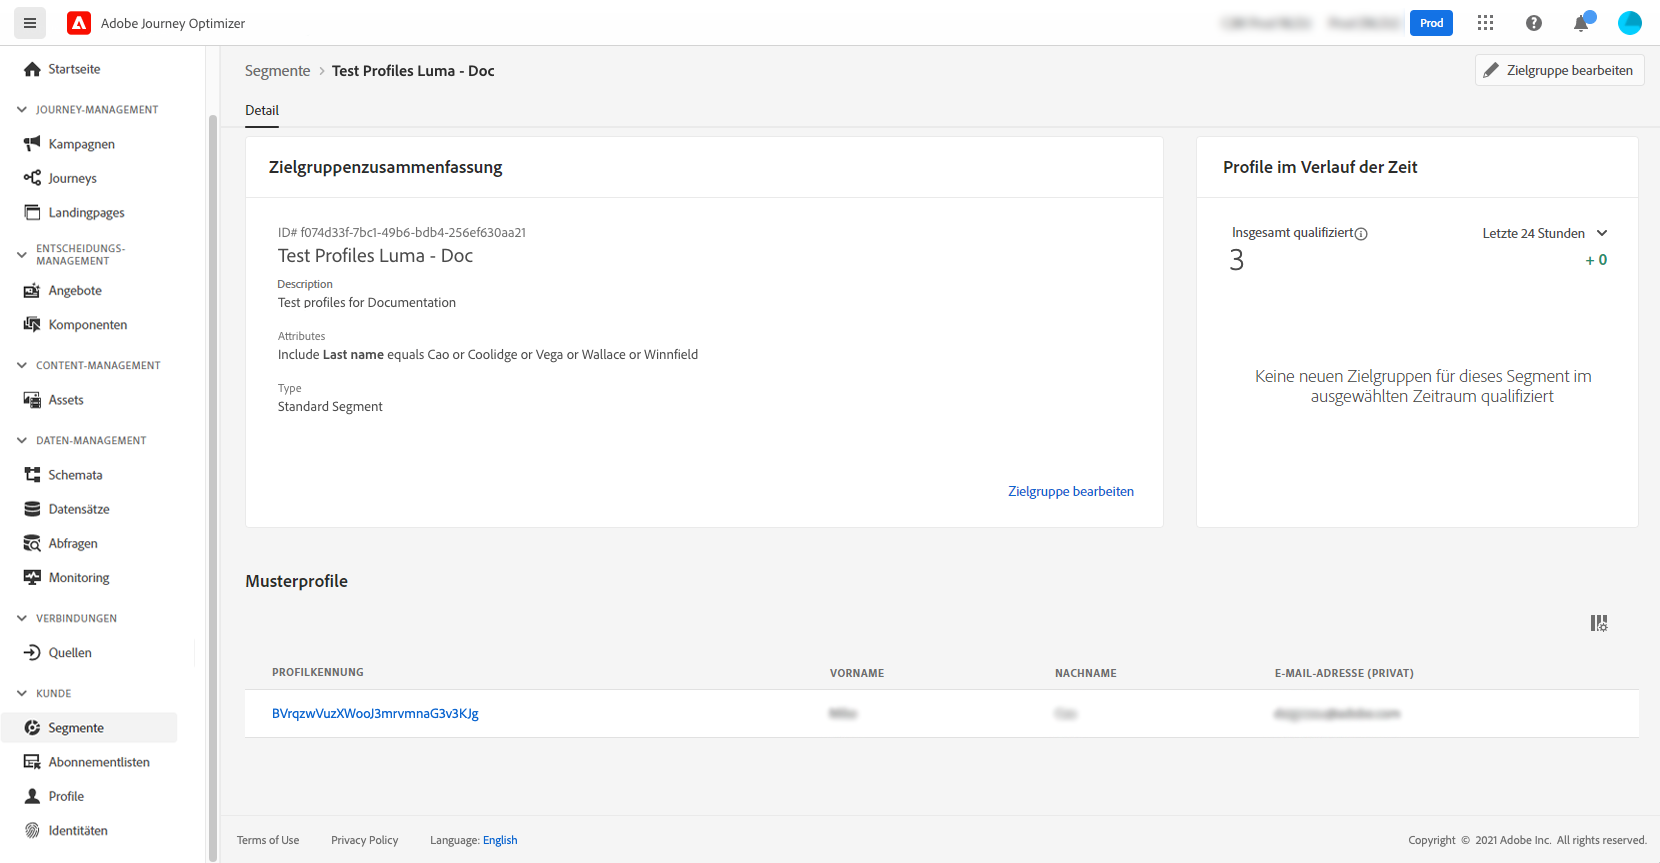 Adobe Journey Optimizer
Prod
Startseite
JOURNEY-MANAGEMENT
Kampagnen
Journeys
Landingpages
ENTSCHEIDUNGS-
MANAGEMENT
Angebote
Komponenten
CONTENT-MANAGEMENT
Assets
DATEN-MANAGEMENT
Schemata
Datensätze
Abfragen
Monitoring
VERBINDUNGEN
Quellen
KUNDE
Segmente
Abonnementlisten
Profile
Identitäten
Segmente > Test Profiles Luma - Doc
Zielgruppe bearbeiten
Detail
Zielgruppenzusammenfassung
ID# f074d33f-7bc1-49b6-bdb4-256ef630aa21
Test Profiles Luma - Doc
Description
Test profiles for Documentation
Attributes
Include Last name equals Cao or Coolidge or Vega or Wallace or Winnfield
Type
Standard Segment
Zielgruppe bearbeiten
Profile im Verlauf der Zeit
Insgesamt qualifiziert
3
Letzte 24 Stunden
+ 0
Keine neuen Zielgruppen für dieses Segment im
ausgewählten Zeitraum qualifiziert
Musterprofile
PROFILKENNUNG VORNAME NACHNAME E-MAIL-ADRESSE (PRIVAT)
BVrqzwVuzXWooJ3mrvmnaG3v3KJg
Terms of Use Privacy Policy Language: English
Copyright © 2021 Adobe Inc. All rights reserved.